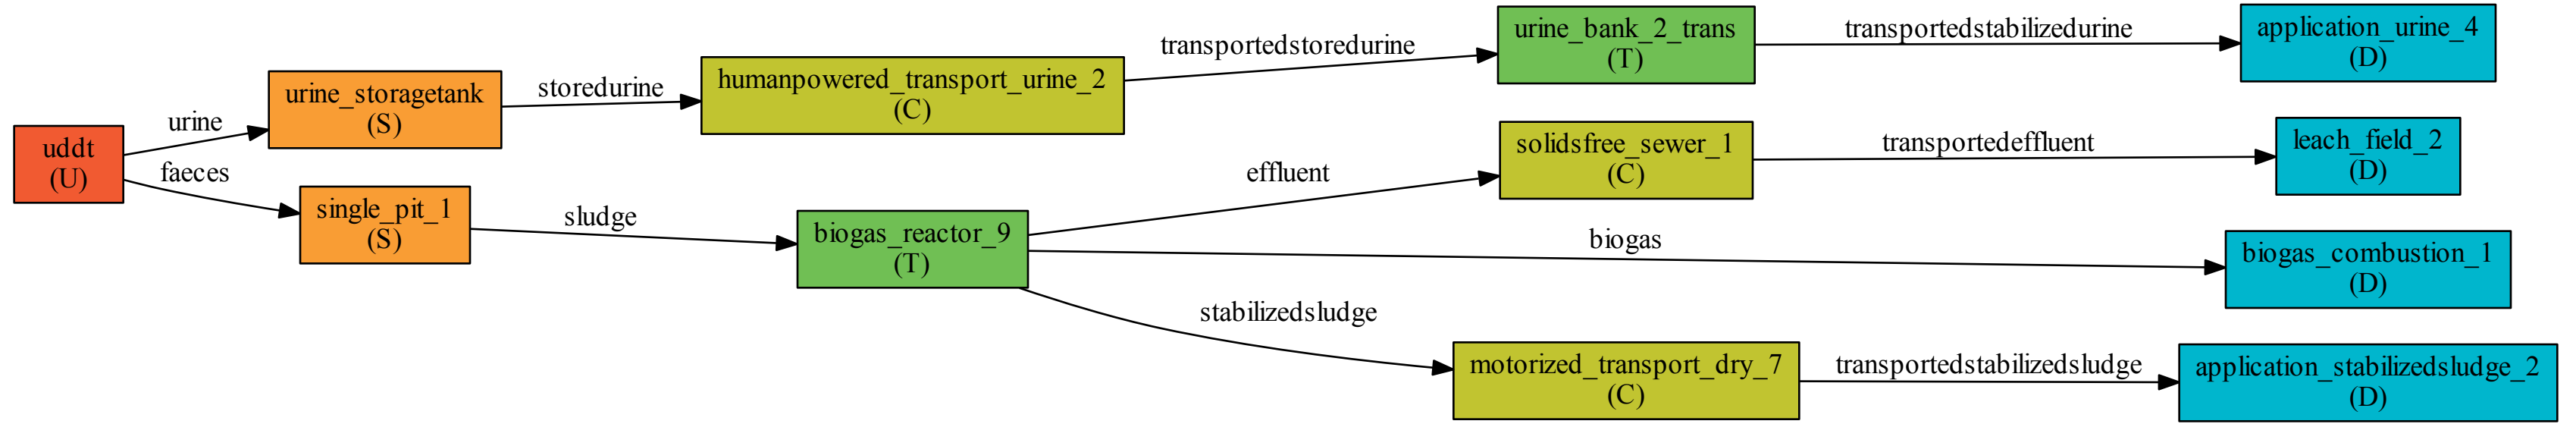 uddt
(U)
urine
faeces
urine_storagetank
(S)
single_pit_1
(S)
storedurine
sludge
humanpowered_transport_urine_2
(C)
biogas_reactor_9
(T)
transportedstoredurine
effluent
biogas
stabilizedsludge
urine_bank_2_trans
(T)
solidsfree_sewer_1
(C)
motorized_transport_dry_7
(C)
transportedstabilizedurine
transportedeffluent
transportedstabilizedsludge
application_urine_4
(D)
leach_field_2
(D)
biogas_combustion_1
(D)
application_stabilizedsludge_2
(D)